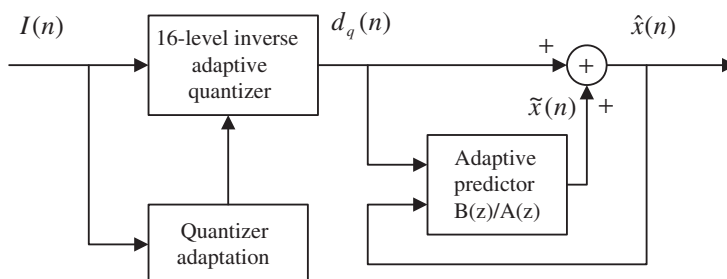 I(n)
16-level inverse
adaptive
quantizer
d_q(n)
+
+
x̂(n)
x̃(n)
+
Adaptive
predictor
B(z)/A(z)
Quantizer
adaptation